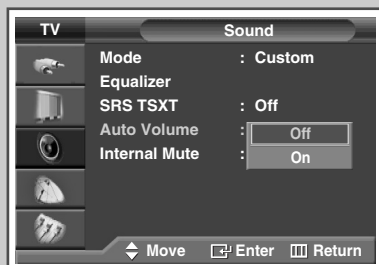 TV Sound
Mode : Custom
Equalizer
SRS TSXT : Off
Auto Volume : Off
Internal Mute : On
Move Enter Return